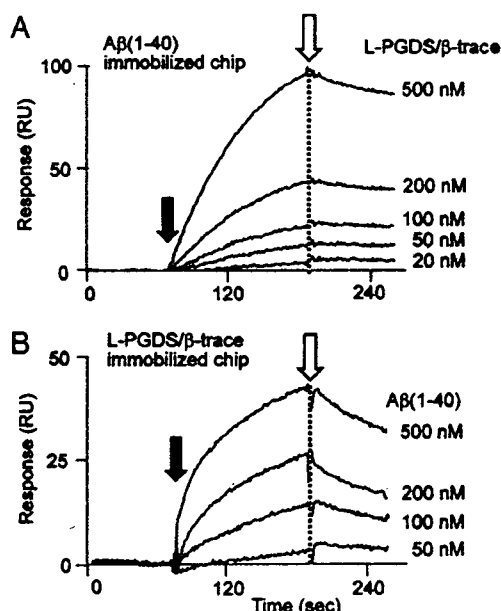 A
Aβ(1-40)
immobilized chip
L-PGDS/β-trace
100
50
0
Response (RU)
500 nM
200 nM
100 nM
50 nM
20 nM
0
120
240
B
L-PGDS/β-trace
immobilized chip
Aβ(1-40)
50
25
0
Response (RU)
500 nM
200 nM
100 nM
50 nM
0
120
240
Time (sec)